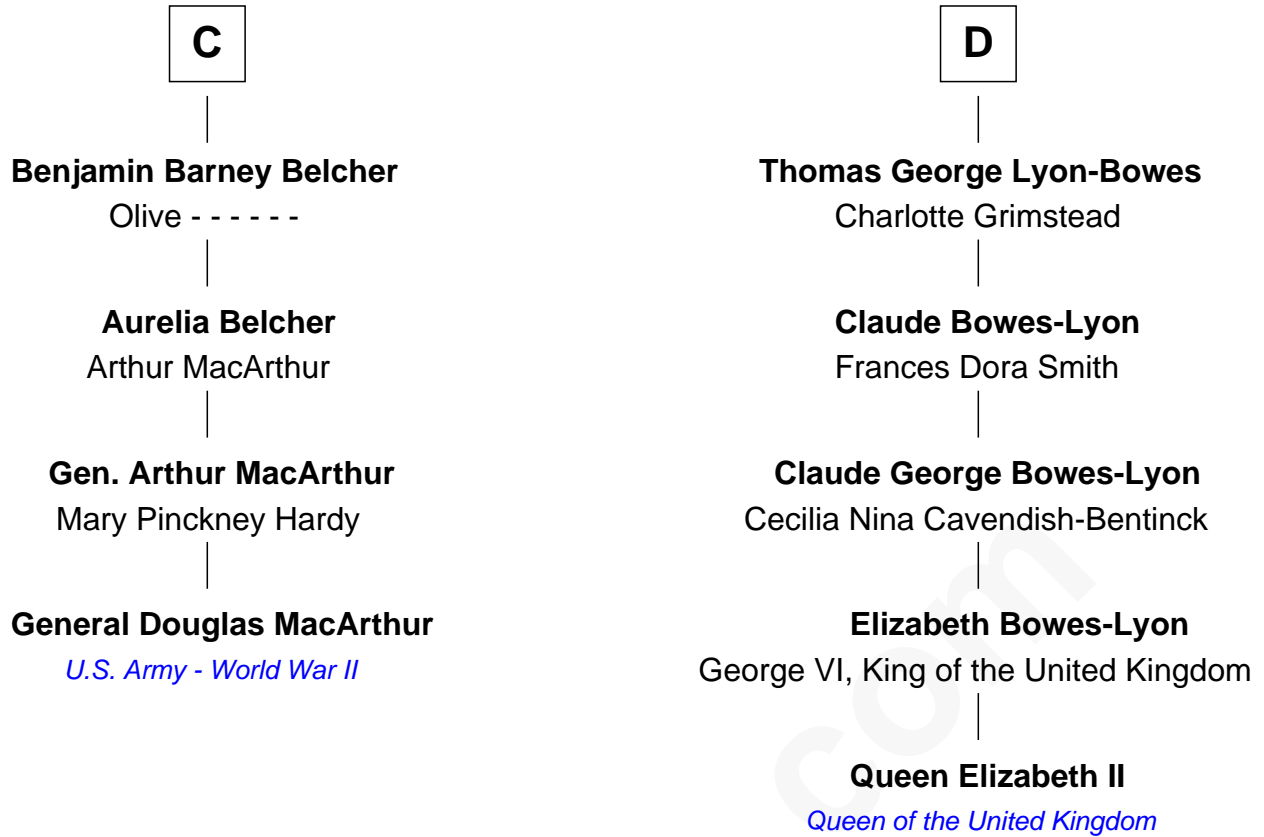 C
Benjamin Barney Belcher
Olive - - - - - -
Aurelia Belcher
Arthur MacArthur
Gen. Arthur MacArthur
Mary Pinckney Hardy
General Douglas MacArthur
U.S. Army - World War II
D
Thomas George Lyon-Bowes
Charlotte Grimstead
Claude Bowes-Lyon
Frances Dora Smith
Claude George Bowes-Lyon
Cecilia Nina Cavendish-Bentinck
Elizabeth Bowes-Lyon
George VI, King of the United Kingdom
Queen Elizabeth II
Queen of the United Kingdom
com